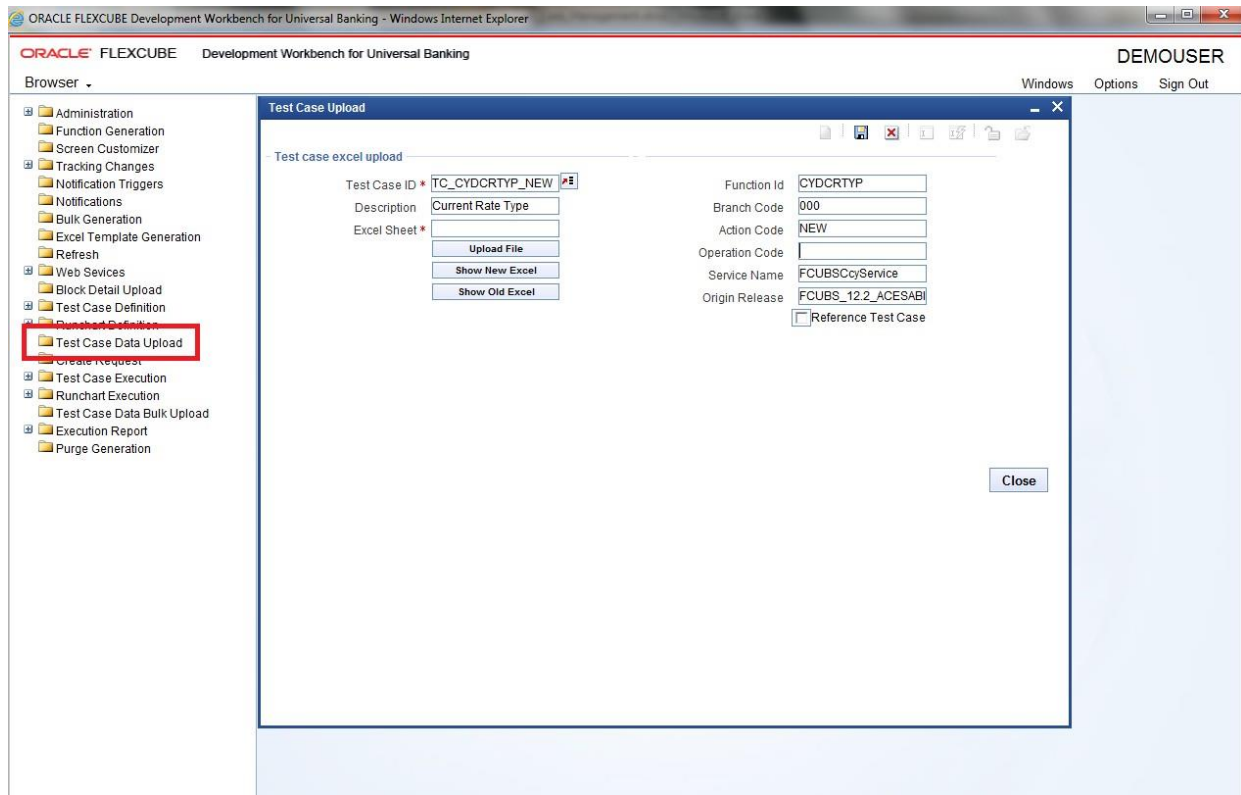 ORACLE FLEXCUBE Development Workbench for Universal Banking - Windows Internet Explorer
ORACLE FLEXCUBE Development Workbench for Universal Banking
DEMOUSER
Browser
Windows Options Sign Out
Administration
Function Generation
Screen Customizer
Tracking Changes
Notification Triggers
Notifications
Bulk Generation
Excel Template Generation
Refresh
Web Sevices
Block Detail Upload
Test Case Definition
Runchart Definition
Test Case Data Upload
Create Request
Test Case Execution
Runchart Execution
Test Case Data Bulk Upload
Execution Report
Purge Generation
Test Case Upload
Test case excel upload
Test Case ID * TC_CYDCRTYP_NEW
Description Current Rate Type
Excel Sheet *
Upload File
Show New Excel
Show Old Excel
Function Id CYDCRTYP
Branch Code 000
Action Code NEW
Operation Code
Service Name FCUBSCcyService
Origin Release FCUBS_12.2_ACESABI
Reference Test Case
Close